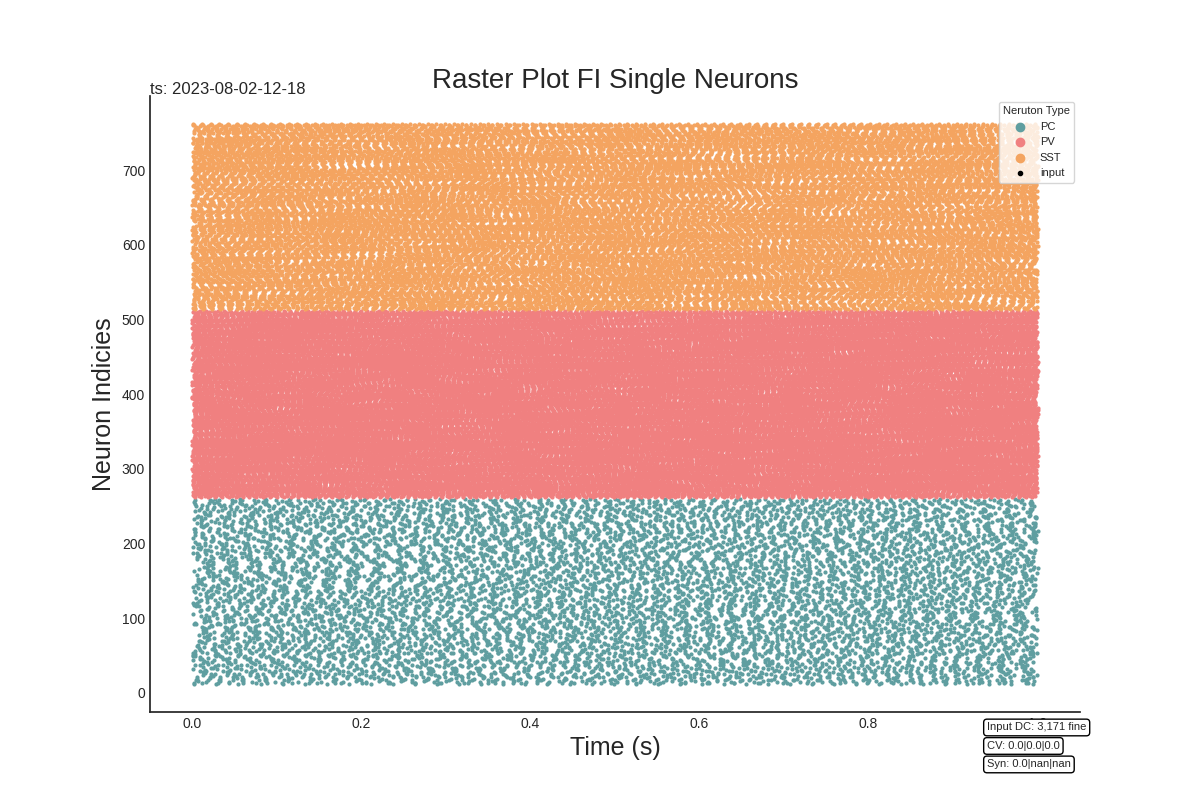 Raster Plot FI Single Neurons
ts: 2023-08-02-12-18
Neruton Type
PC
PV
SST
input
Neuron Indicies
700
600
500
400
300
200
100
0
0.0 0.2 0.4 0.6 0.8
Time (s)
Input DC: 3,171 fine
CV: 0.0|0.0|0.0
Syn: 0.0|nan|nan